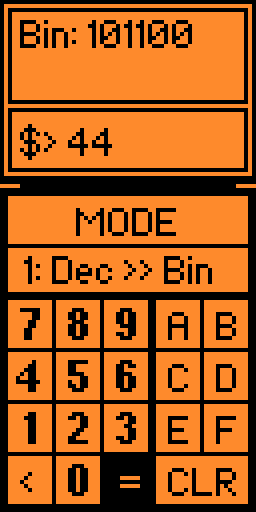 Bin: 101100
$> 44
MODE
1: Dec >> Bin
7 8 9 A B
4 5 6 C D
1 2 3 E F
< 0 = CLR